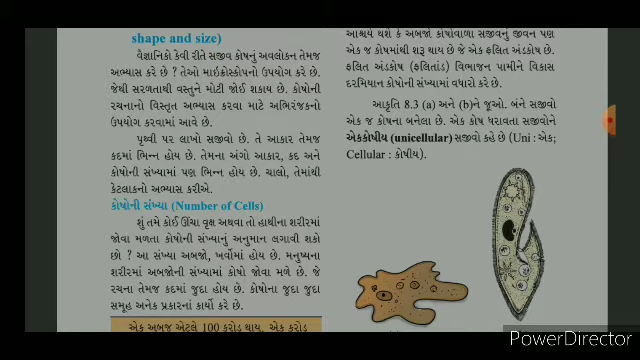 shape and size)
વૈજ્ઞાનિકો કેવી રીતે સજીવ કોષનું અવલોકન તેમજ
અભ્યાસ કરે છે ? તેઓ માઇક્રોસ્કોપનો ઉપયોગ કરે છે.
જેથી સરળતાથી વસ્તુને મોટી જોઈ શકાય છે. કોષોની
રચનાનો વિસ્તૃત અભ્યાસ કરવા માટે અભિરંજકનો
ઉપયોગ કરવામાં આવે છે.
પૃથ્વી પર લાખો સજીવો છે. તે આકાર તેમજ
કદમાં ભિન્ન હોય છે. તેમના અંગો આકાર, કદ અને
કોષોની સંખ્યામાં પણ ભિન્ન હોય છે. ચાલો, તેમાંથી
કેટલાકનો અભ્યાસ કરીએ.
કોષોની સંખ્યા (Number of Cells)
શું તમે કોઈ ઊંચા વૃક્ષ અથવા તો હાથીના શરીરમાં
જોવા મળતા કોષોની સંખ્યાનું અનુમાન લગાવી શકો
છો ? આ સંખ્યા અબજો, ખર્વોમાં હોય છે. મનુષ્યના
શરીરમાં અબજોની સંખ્યામાં કોષો જોવા મળે છે. જે
રચના તેમજ કદમાં જુદા હોય છે. કોષોના જુદા જુદા
સમૂહ અનેક પ્રકારનાં કાર્યો કરે છે.
એક અબજ એટલે 100 કરોડ થાય. એક કરોડ
આશ્ચર્ય થશે કે અબજો કોષોવાળા સજીવનું જીવન પણ
એક જ કોષમાંથી શરૂ થાય છે જે એક ફલિત અંડકોષ છે.
ફલિત અંડકોષ (ફલિતાંડ) વિભાજન પામીને વિકાસ
દરમિયાન કોષોની સંખ્યામાં વધારો કરે છે.
આકૃતિ 8.3 (a) અને (b)ને જૂઓ. બંને સજીવો
એક જ કોષના બનેલા છે. એક કોષ ધરાવતા સજીવોને
એકકોષીય (unicellular) સજીવો કહે છે (Uni : એક;
Cellular : કોષીય).
PowerDirector